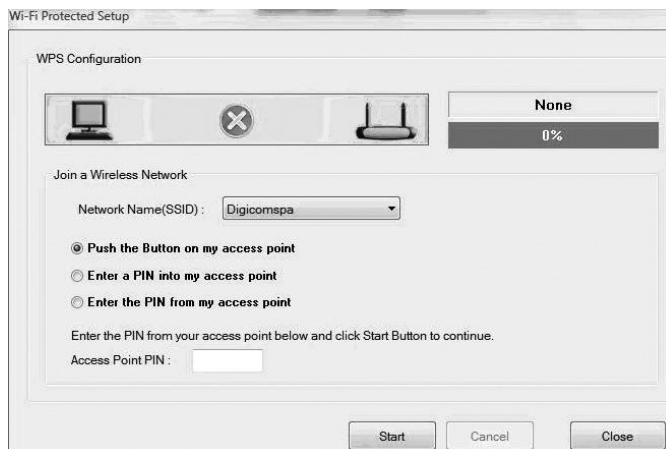 Wi-Fi Protected Setup
WPS Configuration
None
0%
Join a Wireless Network
Network Name(SSID) : Digicomspa
Push the Button on my access point
Enter a PIN into my access point
Enter the PIN from my access point
Enter the PIN from your access point below and click Start Button to continue.
Access Point PIN :
Start Cancel Close